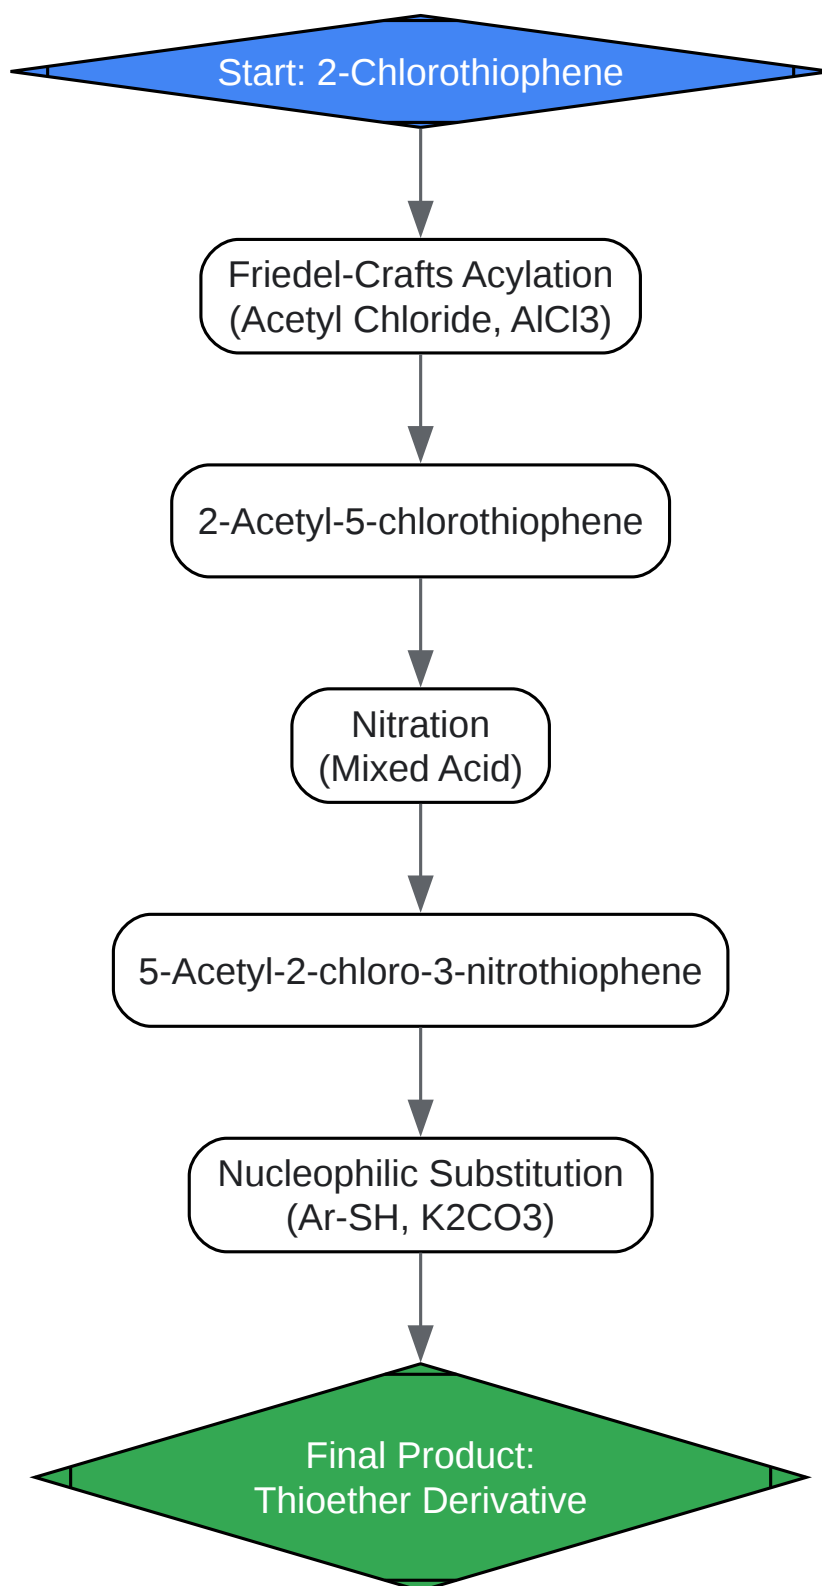 Start: 2-Chlorothiophene
Friedel-Crafts Acylation
(Acetyl Chloride, AlCl3)
2-Acetyl-5-chlorothiophene
Nitration
(Mixed Acid)
5-Acetyl-2-chloro-3-nitrothiophene
Nucleophilic Substitution
(Ar-SH, K2CO3)
Final Product:
Thioether Derivative